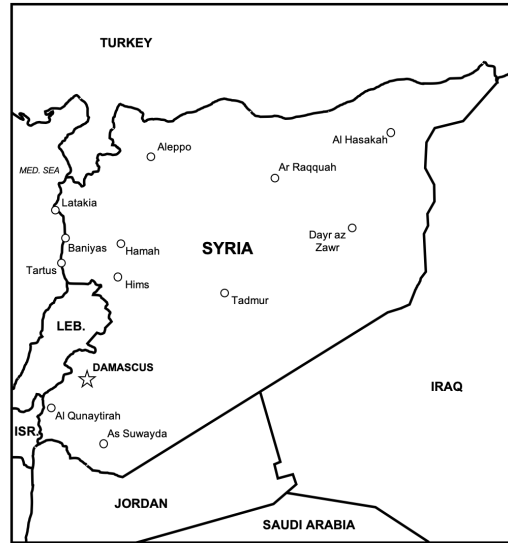 TURKEY
Al Hasakah
Aleppo
MED. SEA
Ar Raqquah
Latakia
Dayr az
Zawr
Baniyas
Hamah
SYRIA
Tartus
Hims
Tadmur
LEB.
DAMASCUS
IRAQ
Al Qunaytirah
ISR.
As Suwayda
JORDAN
SAUDI ARABIA